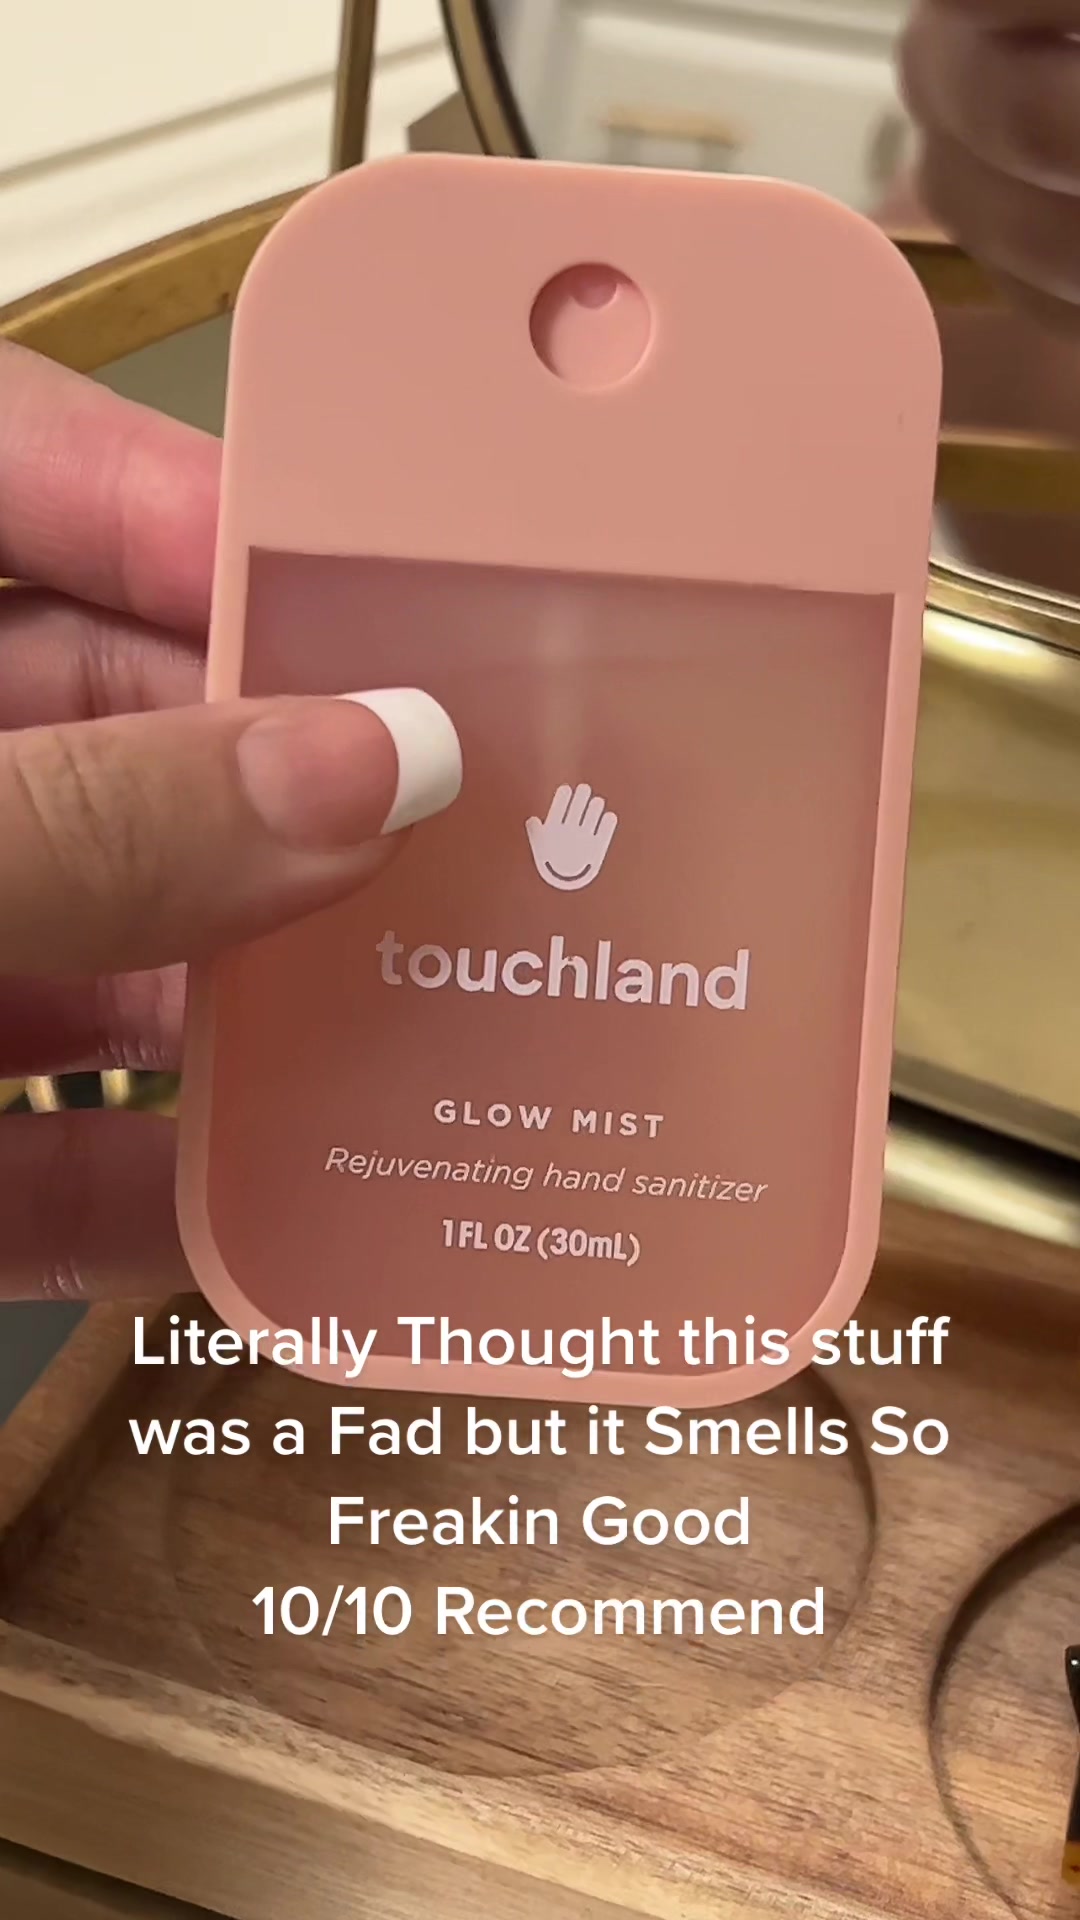 touchland
GLOW MIST
Rejuvenating hand sanitizer
1 FL OZ (30mL)
Literally Thought this stuff
was a Fad but it Smells So
Freakin Good
10/10 Recommend